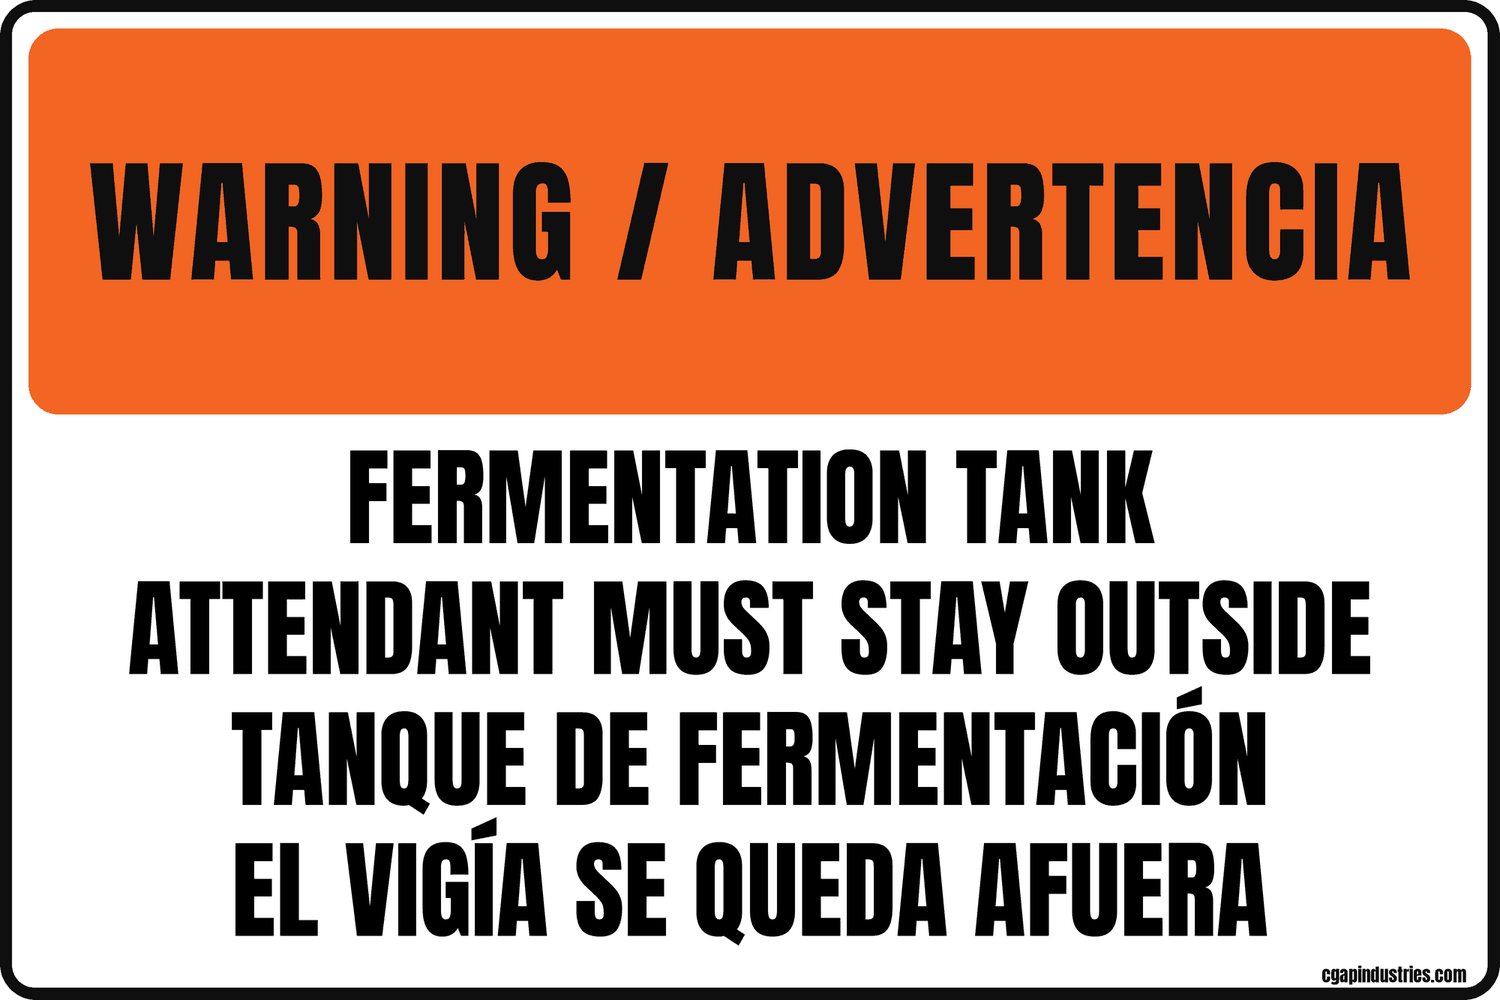 WARNING / ADVERTENCIA
FERMENTATION TANK
ATTENDANT MUST STAY OUTSIDE
TANQUE DE FERMENTACIÓN
EL VIGÍA SE QUEDA AFUERA
cgapindustries.com